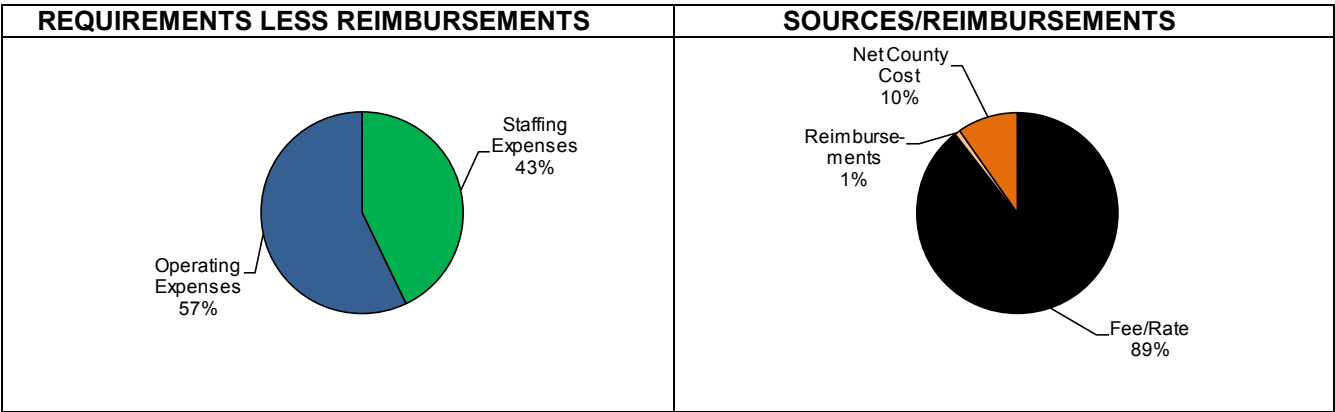 REQUIREMENTS LESS REIMBURSEMENTS
Staffing
Expenses
43%
Operating
Expenses
57%
SOURCES/REIMBURSEMENTS
Net County
Cost
10%
Reimburse-
ments
1%
Fee/Rate
89%